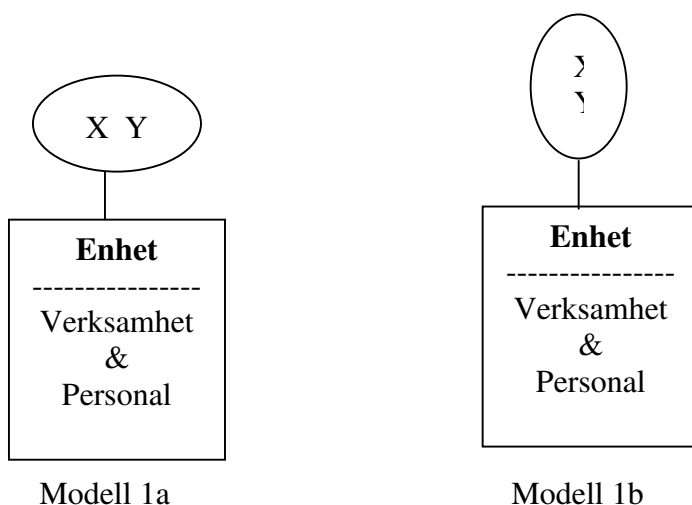 X Y
Enhet
-----------------
Verksamhet
&
Personal
Modell 1a
X
Y
Enhet
-----------------
Verksamhet
&
Personal
Modell 1b